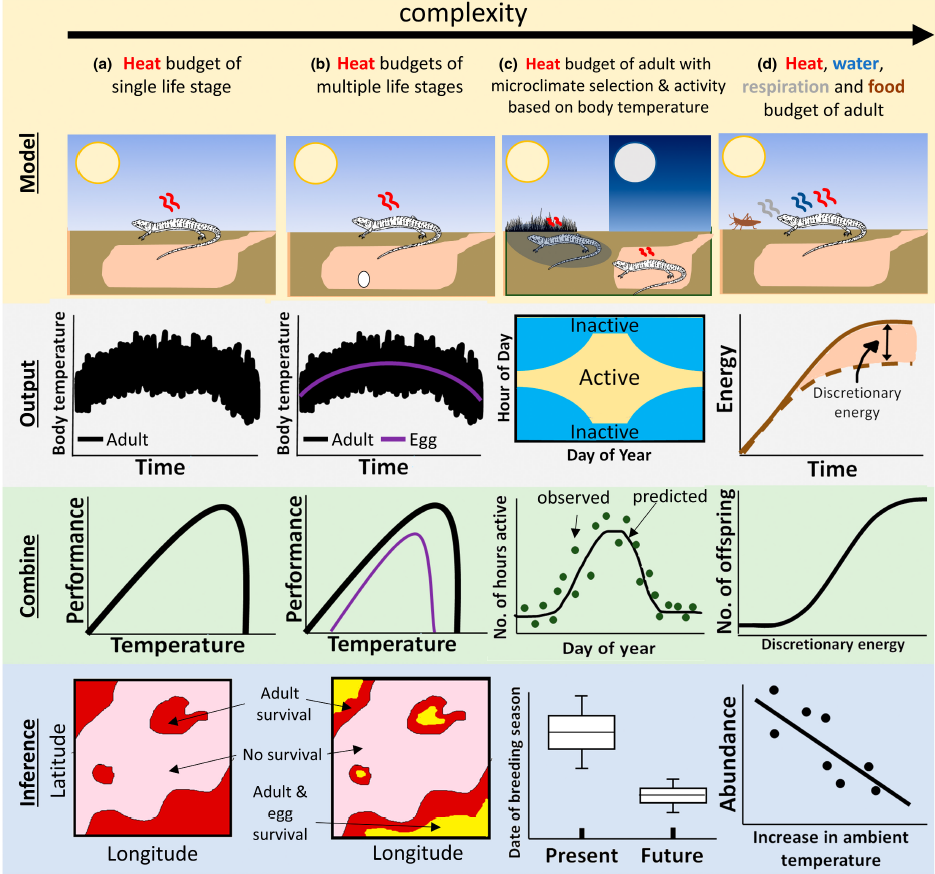 complexity
(a) Heat budget of
single life stage
(b) Heat budgets of
multiple life stages
(c) Heat budget of adult with
microclimate selection & activity
based on body temperature
(d) Heat, water,
respiration and food
budget of adult
Model
Output
Body temperature
Adult
Time
Body temperature
Adult
Egg
Time
Hour of Day
Inactive
Active
Inactive
Day of Year
Energy
Discretionary
energy
Time
Combine
Performance
Temperature
Performance
Temperature
No. of hours active
observed
predicted
Day of year
No. of offspring
Discretionary energy
Inference
Latitude
Longitude
Adult
survival
No survival
Adult &
egg
survival
Longitude
Date of breeding season
Present
Future
Abundance
Increase in ambient
temperature